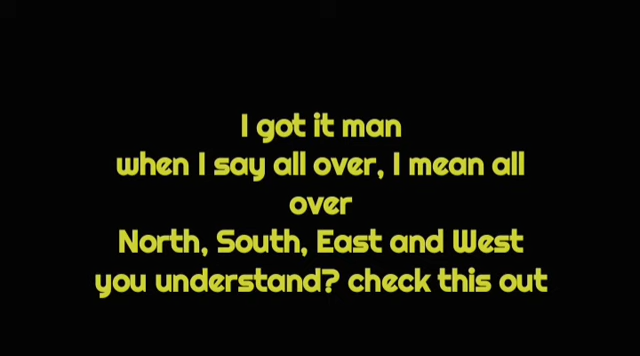 I got it man
when I say all over, I mean all
over
North, South, East and West
you understand? check this out